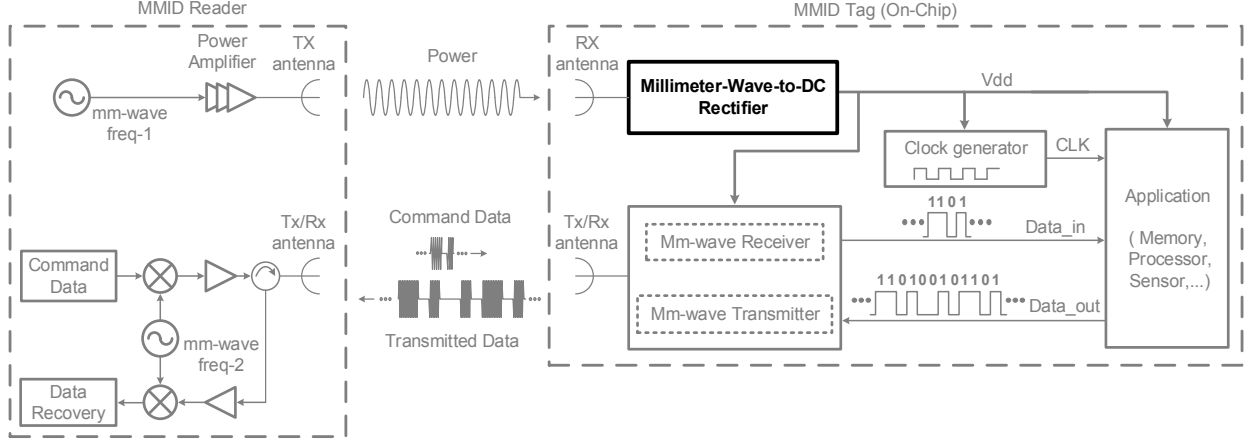 MMID Reader
Power
Amplifier
TX
antenna
mm-wave
freq-1
Tx/Rx
antenna
Command
Data
mm-wave
freq-2
Data
Recovery
Power
Command Data
Transmitted Data
MMID Tag (On-Chip)
RX
antenna
Millimeter-Wave-to-DC
Rectifier
Vdd
Clock generator
CLK
Tx/Rx
antenna
Mm-wave Receiver
Mm-wave Transmitter
1101
Data_in
110100101101
Data_out
Application
( Memory,
Processor,
Sensor,...)